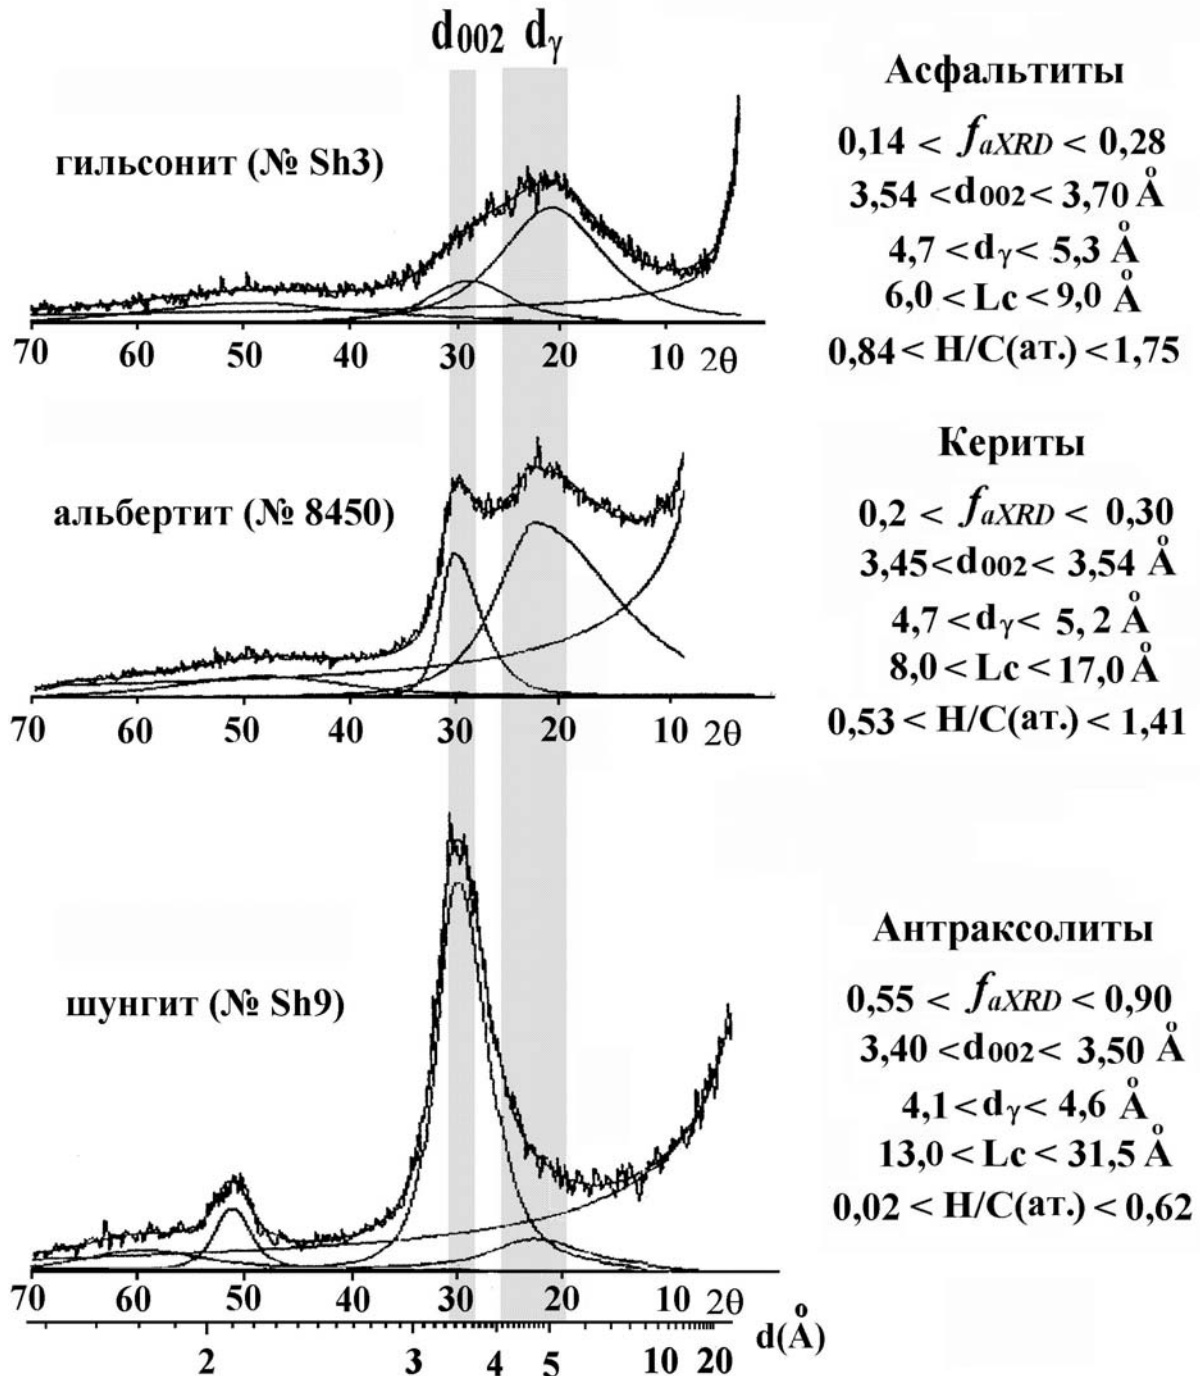 d002 dγ
Асфальтиты
0,14 < faXRD < 0,28
гильсонит (№ Sh3)
3,54 <d002< 3,70 Å
4,7 <dγ< 5,3 Å
6,0 < Lc < 9,0 Å
70 60 50 40 30 20 10 2θ
0,84 < H/C(ат.) <1,75
Кериты
0,2 < faXRD < 0,30
альбертит (№ 8450)
3,45<d002< 3,54 Å
4,7 <dγ< 5,2 Å
8,0 < Lc < 17,0 Å
70 60 50 40 30 20 10 2θ
0,53 < H/C(ат.) < 1,41
Антраксолиты
0,55 < faXRD < 0,90
шунгит (№ Sh9)
3,40 <d002< 3,50 Å
4,1<dγ< 4,6 Å
13,0 < Lc < 31,5 Å
0,02 < H/C(ат.) < 0,62
70 60 50 40 30 20 10 2θ
d(Å)
2 3 4 5 10 20